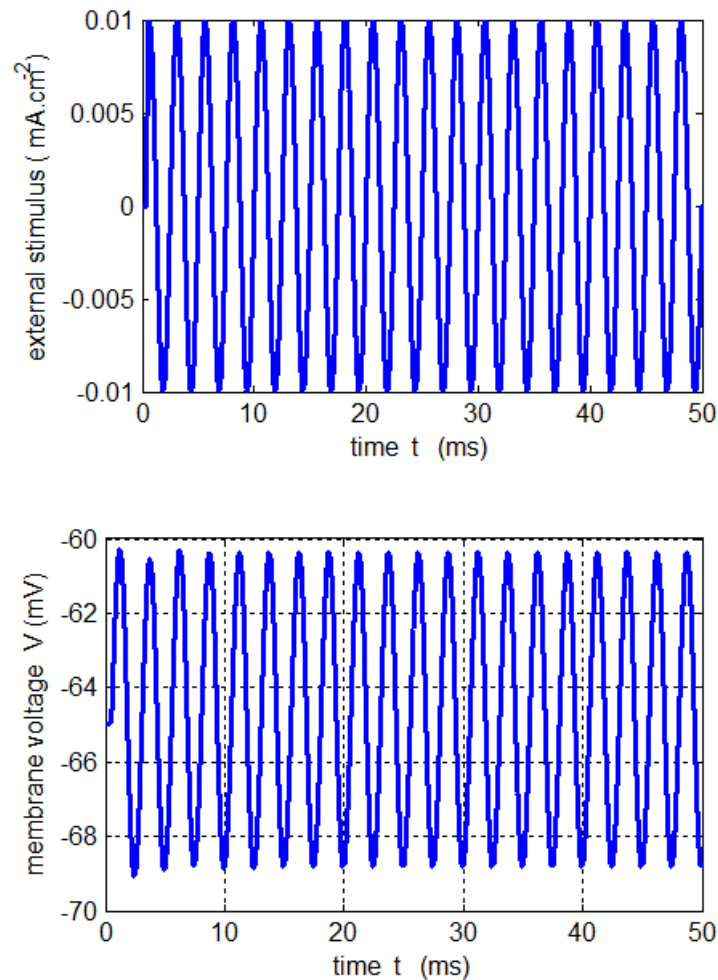 0.01
0.005
0
-0.005
-0.01
external stimulus ( mA.cm-2)
0 10 20 30 40 50
time t (ms)
-60
-62
-64
-66
-68
-70
membrane voltage V (mV)
0 10 20 30 40 50
time t (ms)